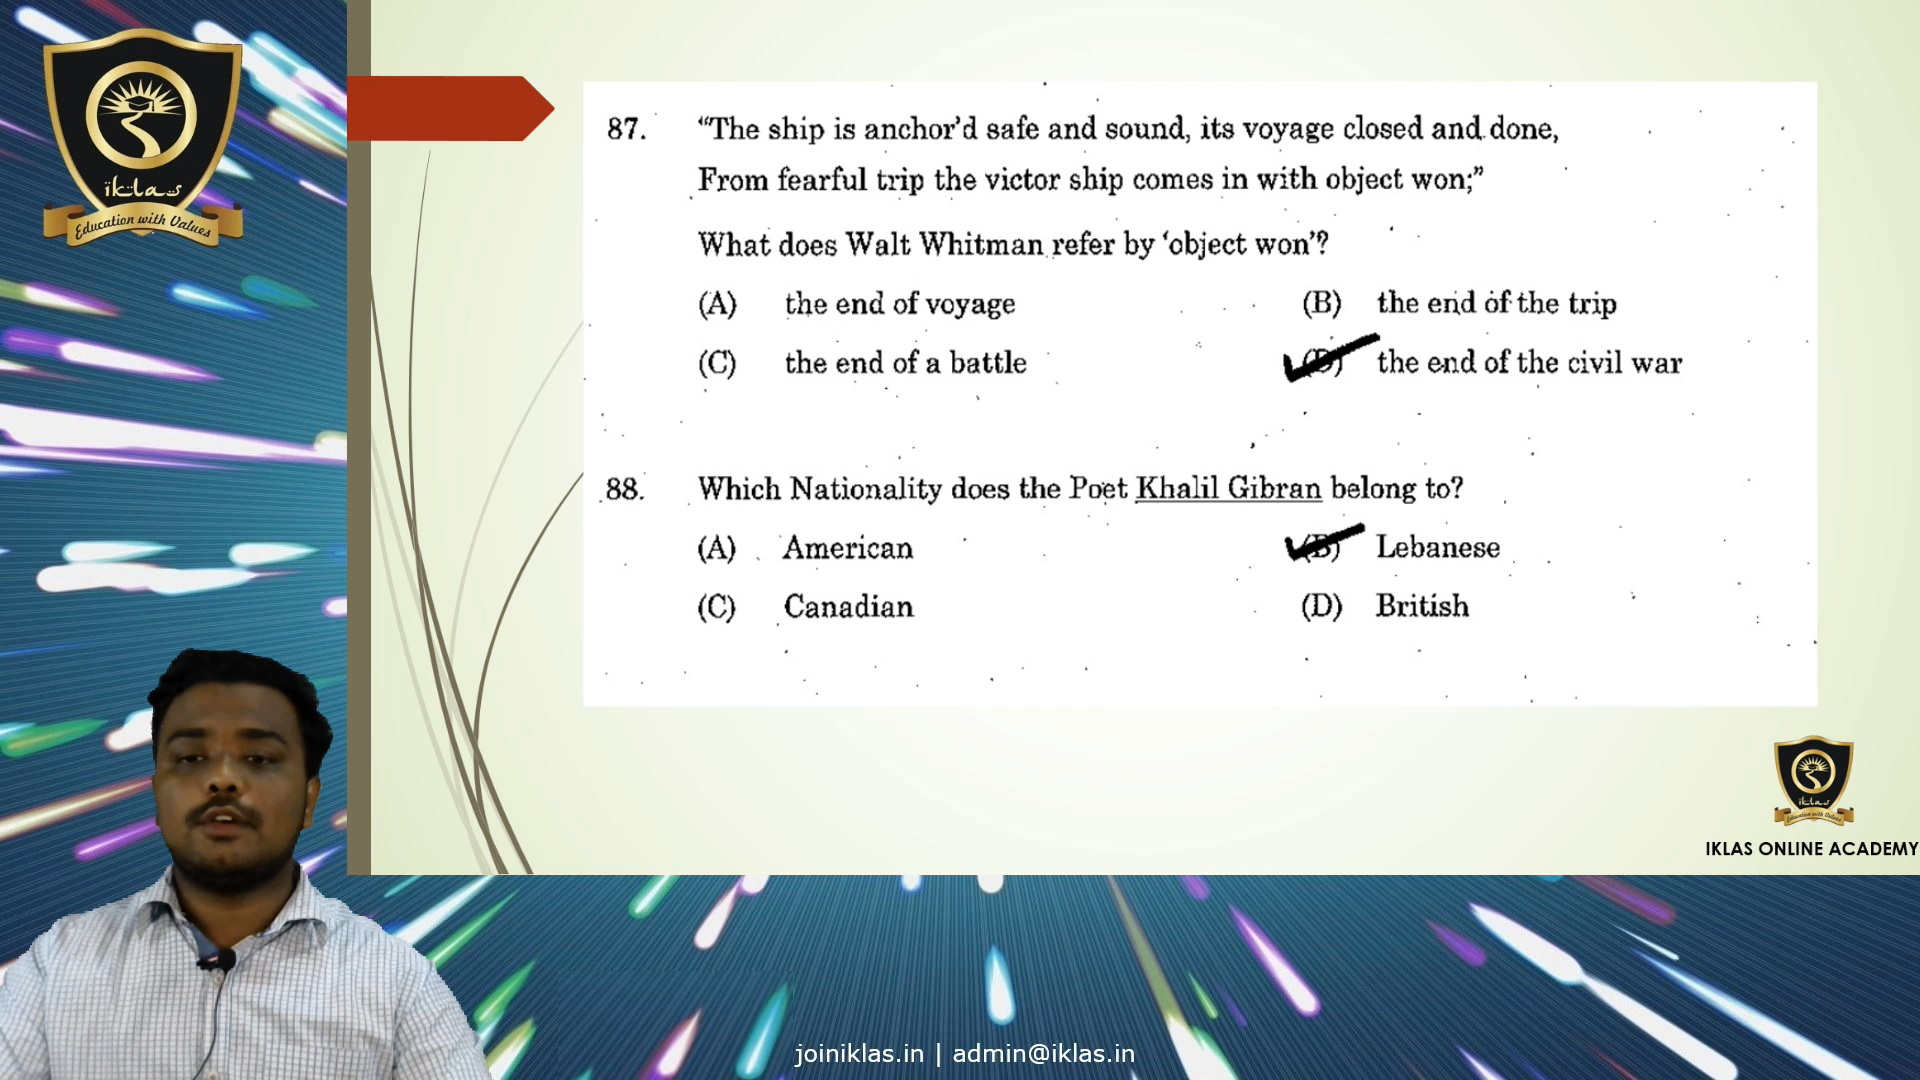 iklas
Education with Values
87. “The ship is anchor’d safe and sound, its voyage closed and done,
From fearful trip the victor ship comes in with object won;”
What does Walt Whitman refer by ‘object won’?
(A) the end of voyage (B) the end of the trip
(C) the end of a battle (D) the end of the civil war
88. Which Nationality does the Poet Khalil Gibran belong to?
(A) American (B) Lebanese
(C) Canadian (D) British
iklas
Education with Values
IKLAS ONLINE ACADEMY
joiniklas.in | admin@iklas.in